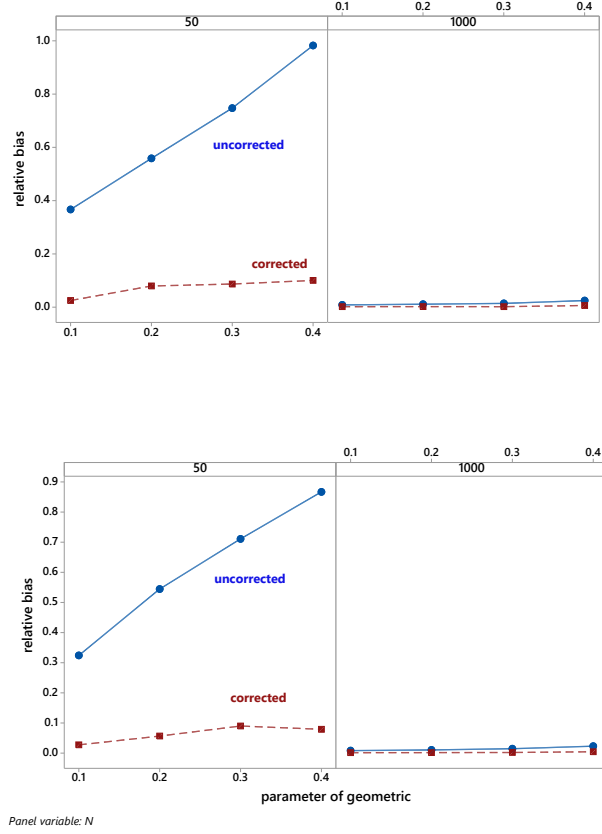 0.1 0.2 0.3 0.4
50 1000
1.0
0.8
0.6
0.4
0.2
0.0
relative bias
uncorrected
corrected
0.1 0.2 0.3 0.4
0.1 0.2 0.3 0.4
50 1000
0.9
0.8
0.7
0.6
0.5
0.4
0.3
0.2
0.1
0.0
relative bias
uncorrected
corrected
0.1 0.2 0.3 0.4
parameter of geometric
Panel variable: N